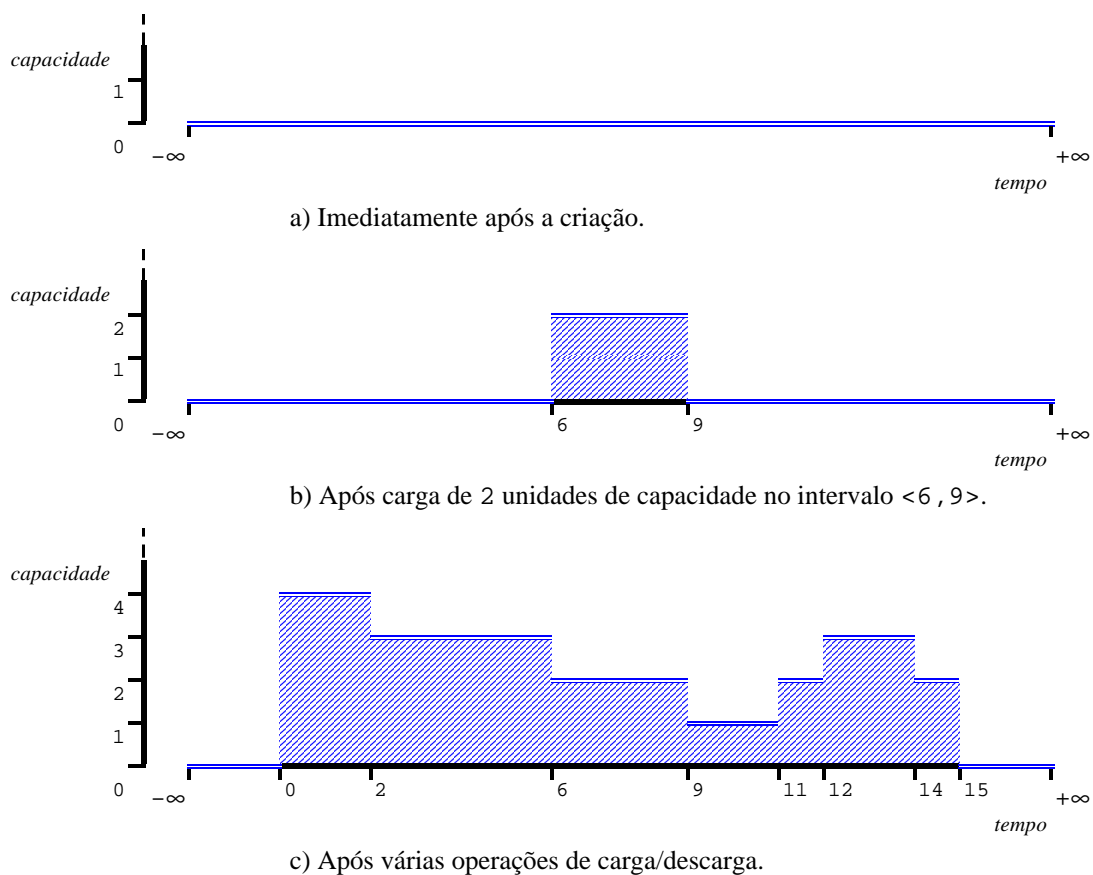 capacidade
1
0
−∞
+∞
tempo
a) Imediatamente após a criação.
capacidade
2
1
0
−∞
6
9
+∞
tempo
b) Após carga de 2 unidades de capacidade no intervalo <6,9>.
capacidade
4
3
2
1
0
−∞
0
2
6
9
11
12
14
15
+∞
tempo
c) Após várias operações de carga/descarga.